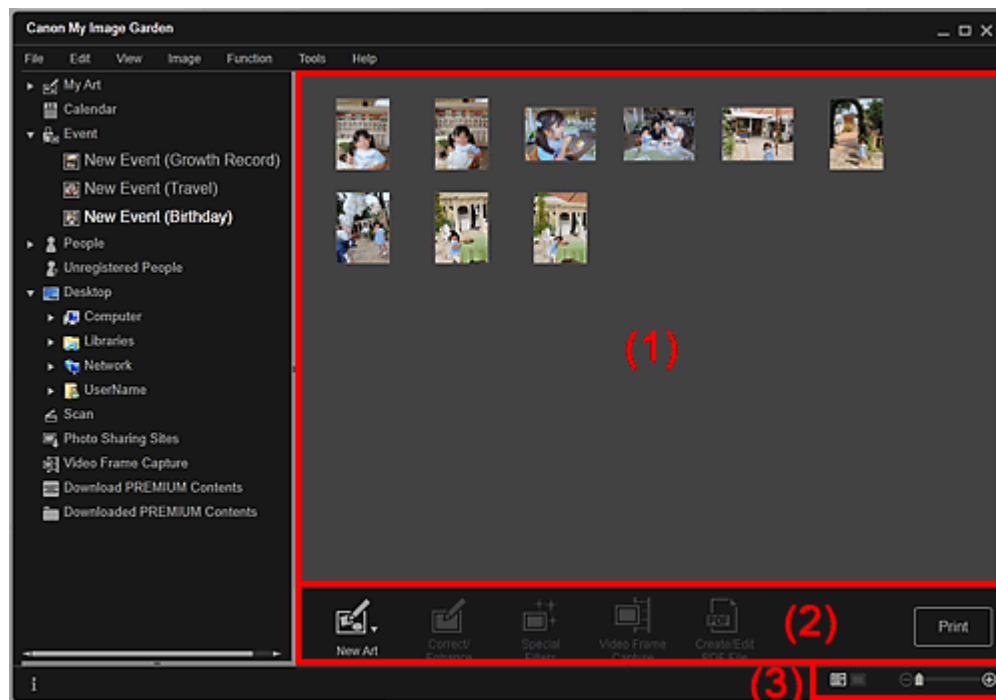 Canon My Image Garden
File Edit View Image Function Tools Help
My Art
Calendar
Event
New Event (Growth Record)
New Event (Travel)
New Event (Birthday)
People
Unregistered People
Desktop
Computer
Libraries
Network
UserName
Scan
Photo Sharing Sites
Video Frame Capture
Download PREMIUM Contents
Downloaded PREMIUM Contents
(1)
New Art
Correct/
Enhance
Special
Filters
Video Frame
Capture
PDF
Create/Edit
PDF File
(2)
Print
(3)